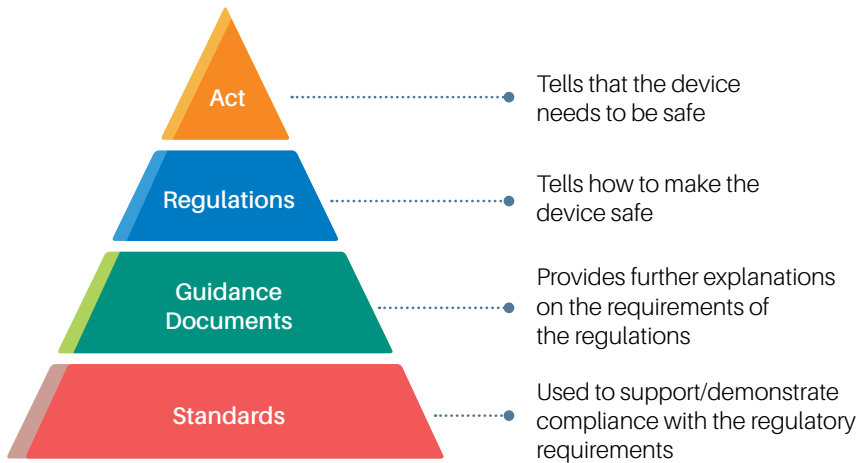 Act
Tells that the device
needs to be safe
Regulations
Tells how to make the
device safe
Guidance
Documents
Provides further explanations
on the requirements of
the regulations
Standards
Used to support/demonstrate
compliance with the regulatory
requirements